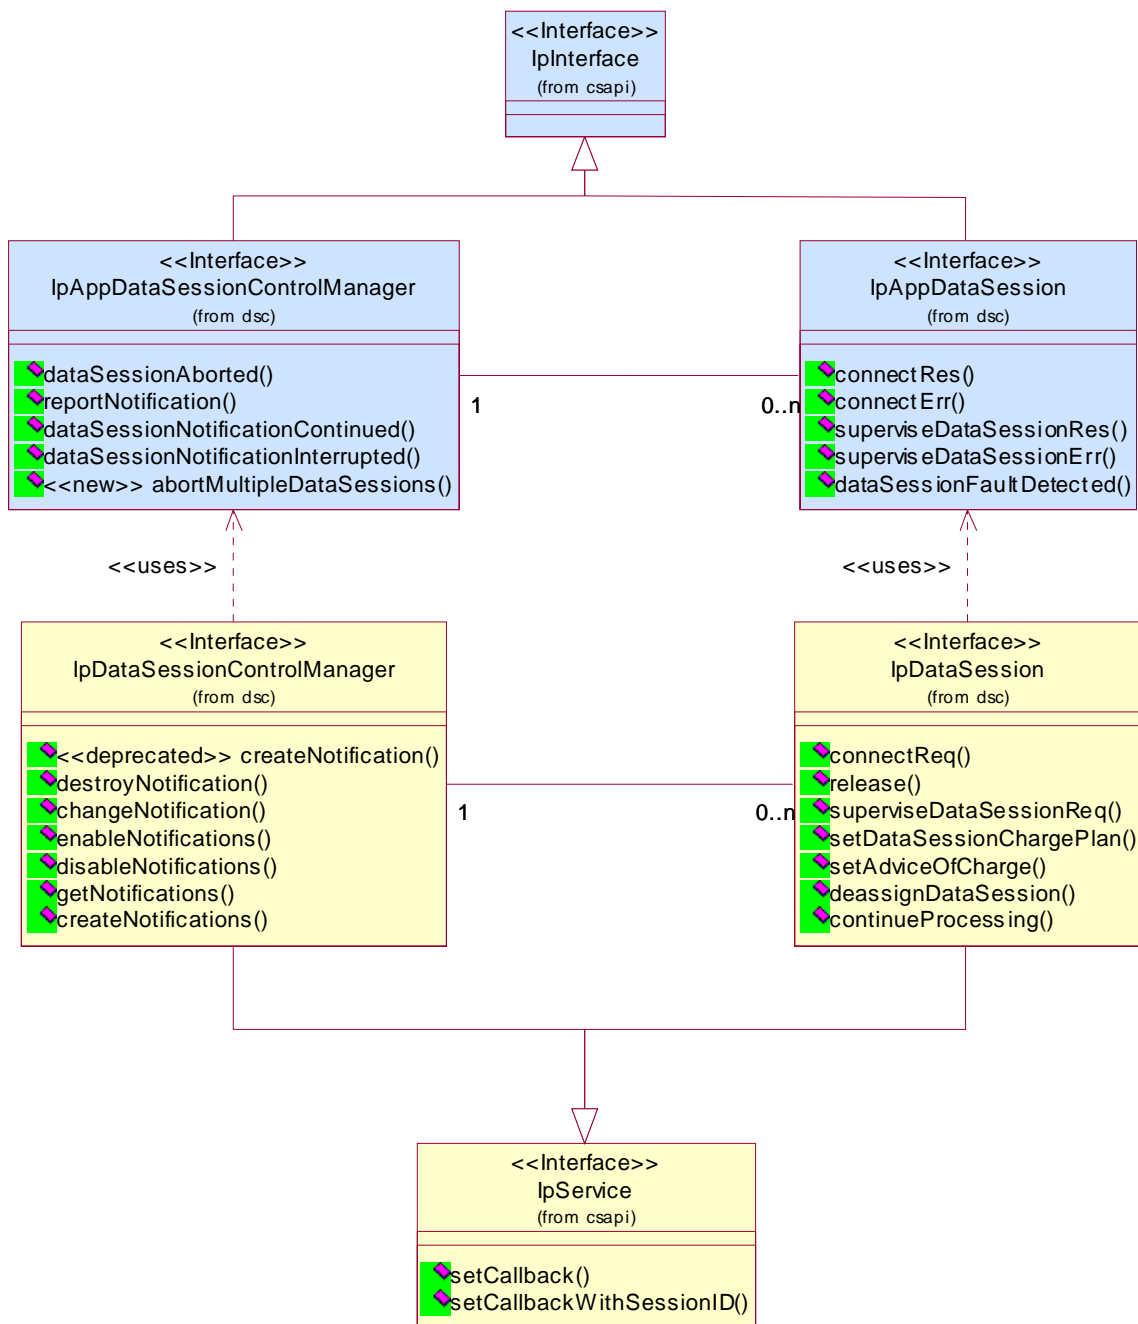 <<Interface>>
IpInterface
(from csapi)
<<Interface>>
IpAppDataSessionControlManager
(from dsc)
dataSessionAborted()
reportNotification()
dataSessionNotificationContinued()
dataSessionNotificationInterrupted()
<<new>> abortMultipleDataSessions()
<<Interface>>
IpAppDataSession
(from dsc)
connectRes()
connectErr()
superviseDataSessionRes()
superviseDataSessionErr()
dataSessionFaultDetected()
1
0..n
<<uses>>
<<uses>>
<<Interface>>
IpDataSessionControlManager
(from dsc)
<<deprecated>> createNotification()
destroyNotification()
changeNotification()
enableNotifications()
disableNotifications()
getNotifications()
createNotifications()
<<Interface>>
IpDataSession
(from dsc)
connectReq()
release()
superviseDataSessionReq()
setDataSessionChargePlan()
setAdviceOfCharge()
deassignDataSession()
continueProcessing()
1
0..n
<<Interface>>
IpService
(from csapi)
setCallback()
setCallbackWithSessionID()